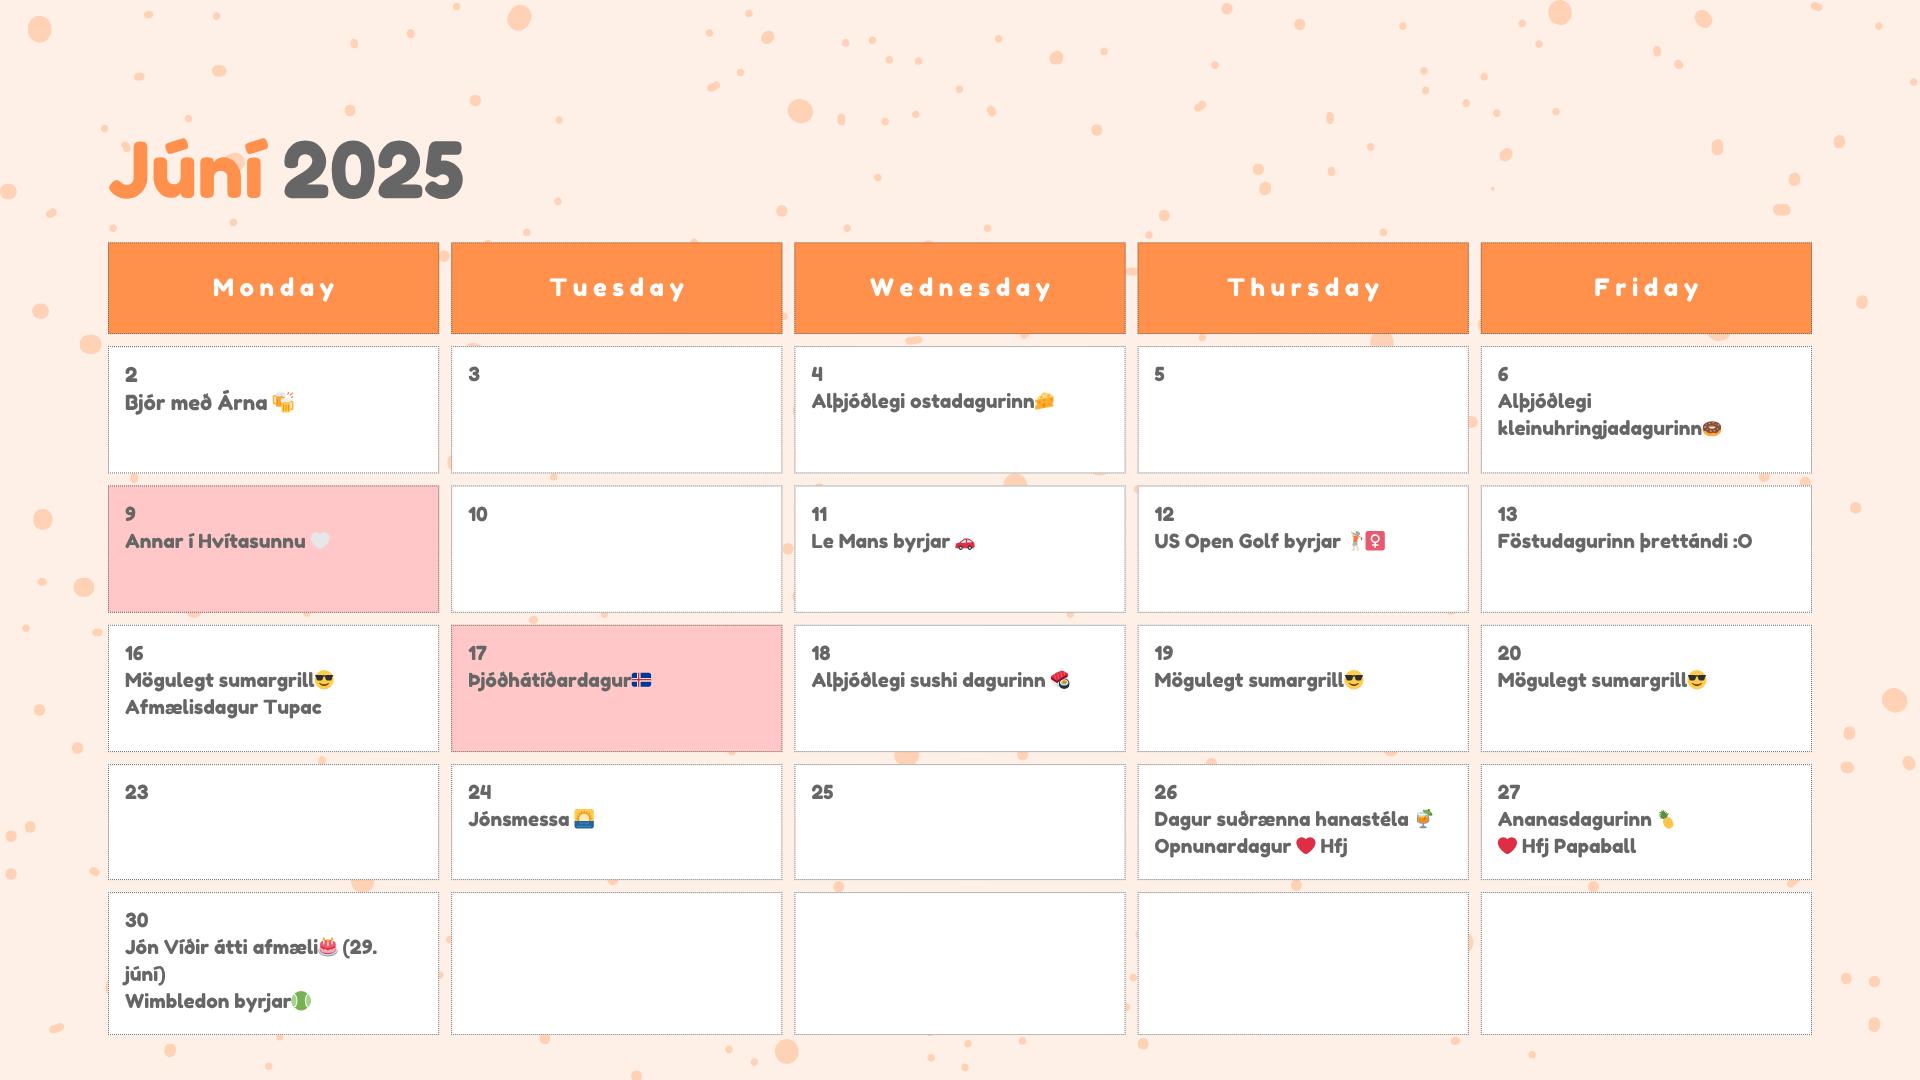 Júní 2025
Monday
Tuesday
Wednesday
Thursday
Friday
2
Bjór með Árna 🍻
3
4
Alþjóðlegi ostadagurinn🧀
5
6
Alþjóðlegi
kleinuhringjadagurinn🍩
9
Annar í Hvítasunnu 🤍
10
11
Le Mans byrjar 🚗
12
US Open Golf byrjar 🏌🏻♀️
13
Föstudagurinn þrettándi :O
16
Mögulegt sumargrill😎
Afmælisdagur Tupac
17
Þjóðhátíðardagur🇮🇸
18
Alþjóðlegi sushi dagurinn 🍣
19
Mögulegt sumargrill😎
20
Mögulegt sumargrill😎
23
24
Jónsmessa 🌅
25
26
Dagur suðrænna hanastéla 🍹
Opnunardagur ❤️ Hfj
27
Ananasdagurinn 🍍
❤️ Hfj Papaball
30
Jón Víðir átti afmæli🎂 (29.
júní)
Wimbledon byrjar🎾